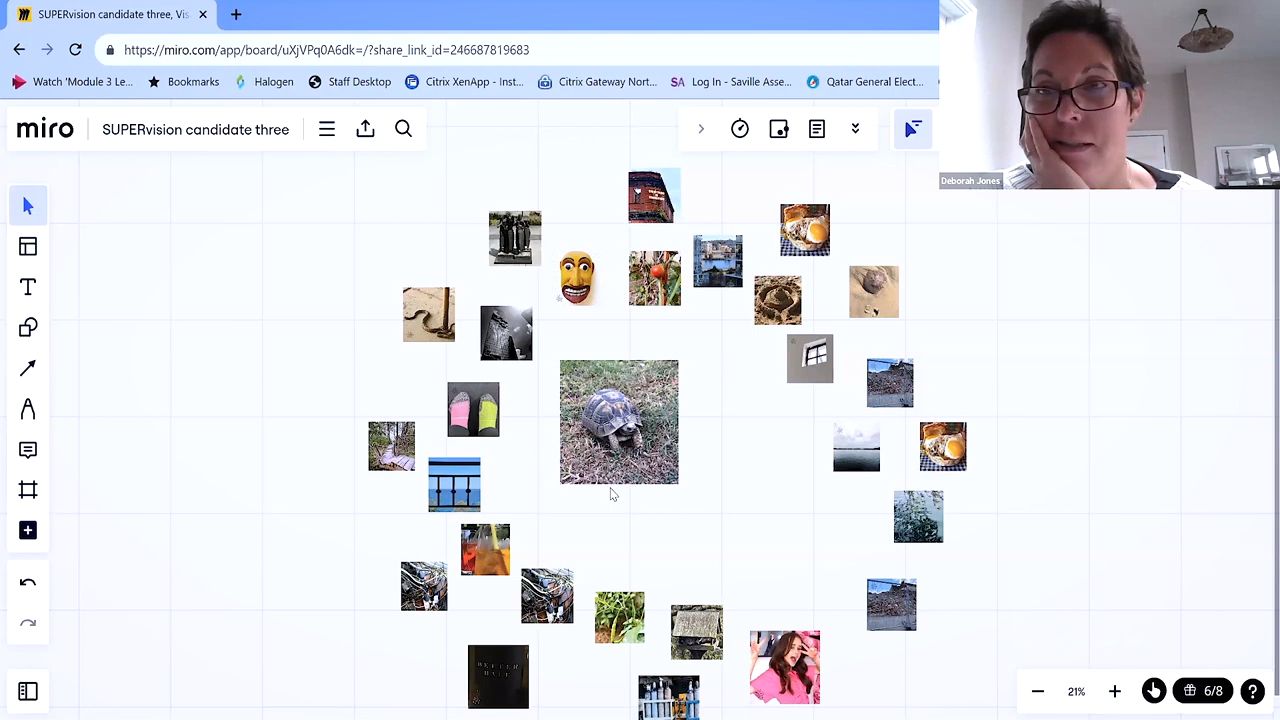 SUPERvision candidate three, Vis
https://miro.com/app/board/uXjVPq0A6dk=/?share_link_id=246687819683
Watch 'Module 3 Le...
Bookmarks
Halogen
Staff Desktop
Citrix XenApp - Inst...
Citrix Gateway Nort...
SA Log In - Saville Asse...
Qatar General Elect...
miro
SUPERvision candidate three
Deborah Jones
BETTER
HALF
21%
6/8